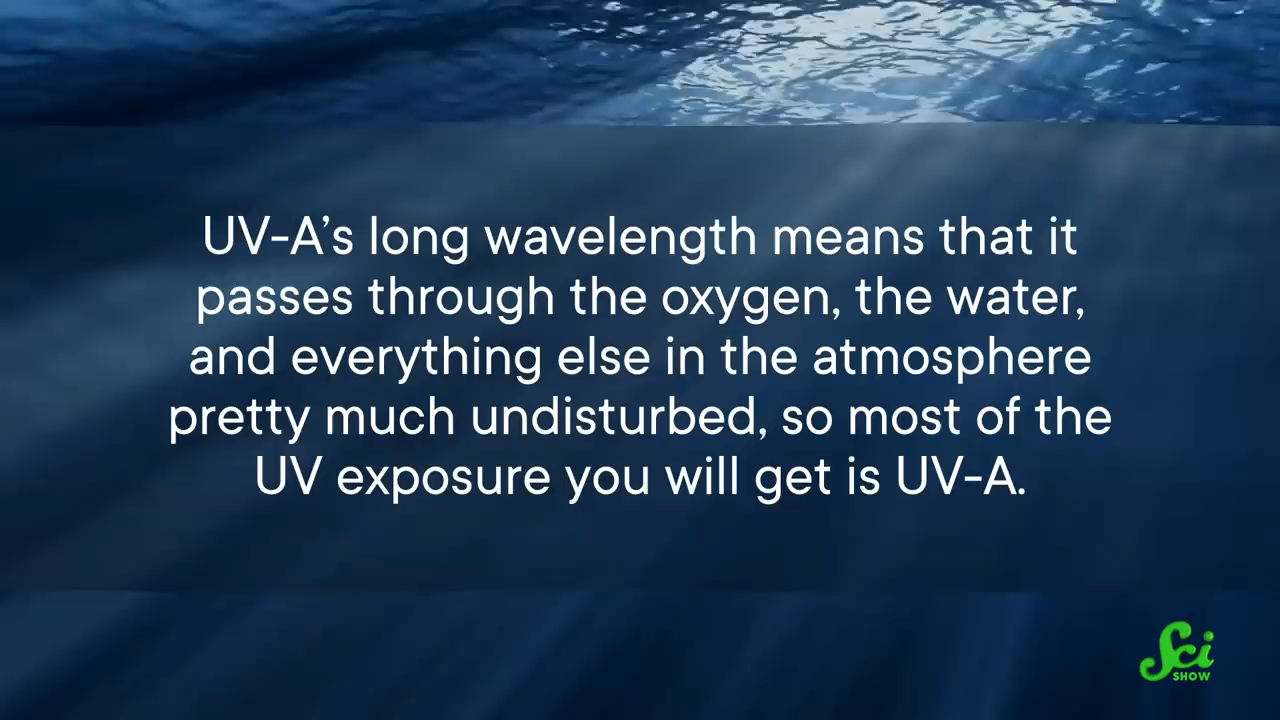 UV-A’s long wavelength means that it
passes through the oxygen, the water,
and everything else in the atmosphere
pretty much undisturbed, so most of the
UV exposure you will get is UV-A.
Sci
SHOW